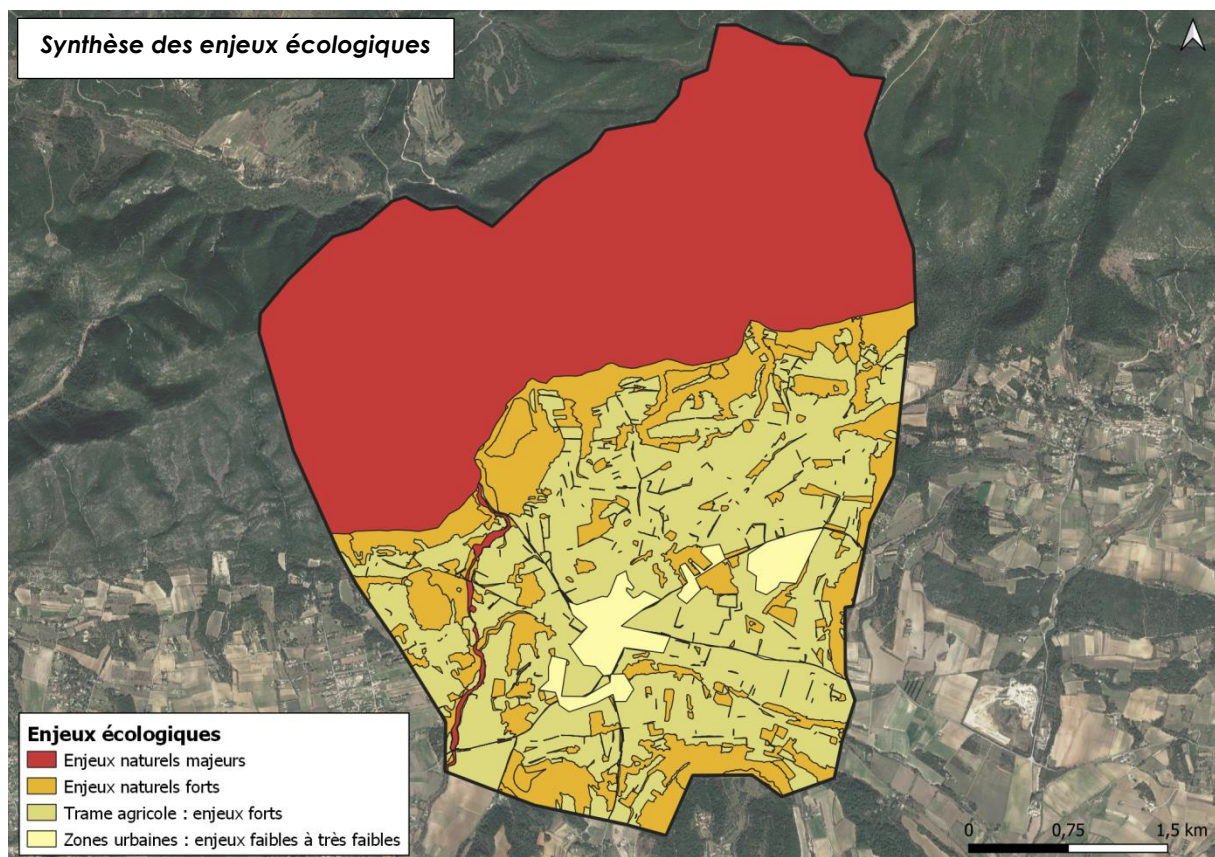 Synthèse des enjeux écologiques
Enjeux écologiques
Enjeux naturels majeurs
Enjeux naturels forts
Trame agricole : enjeux forts
Zones urbaines : enjeux faibles à très faibles
0 0,75 1,5 km